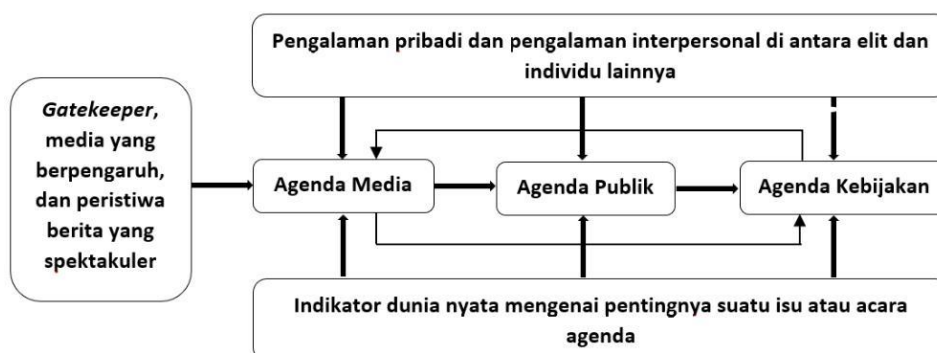 Pengalaman pribadi dan pengalaman interpersonal di antara elit dan
individu lainnya
Gatekeeper,
media yang
berpengaruh,
dan peristiwa
berita yang
spektakuler
Agenda Media
Agenda Publik
Agenda Kebijakan
Indikator dunia nyata mengenai pentingnya suatu isu atau acara
agenda